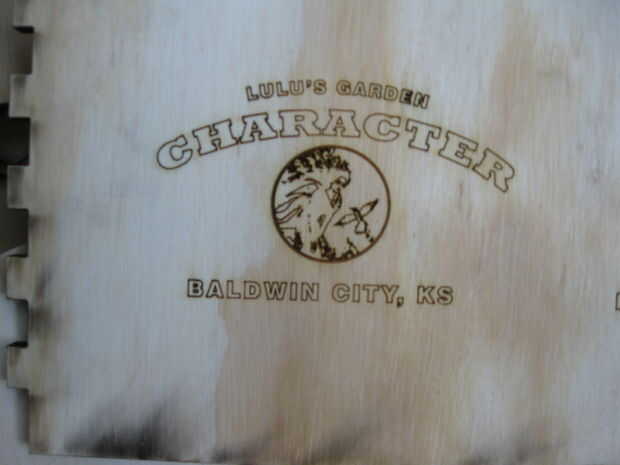 LULU'S GARDEN
CHARACTER
BALDWIN CITY, KS